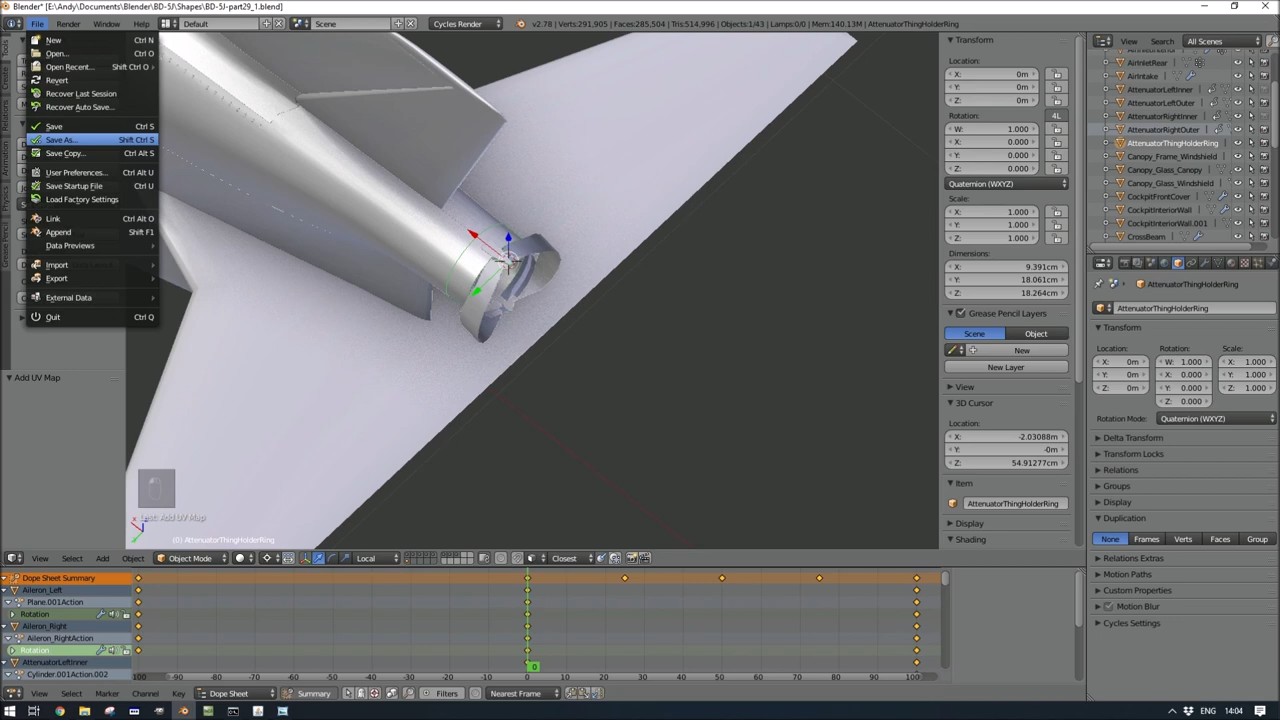 Blender* [E:\Andy\Documents\Blender\BD-5J\Shapes\BD-5J-part29_1.blend]
File Render Window Help Default Scene Cycles Render v2.78 | Verts:291,905 | Faces:285,504 | Tris:514,996 | Objects:1/43 | Lamps:0/0 | Mem:140.13M | AttenuatorThingHolderRing
New Ctrl N
Open...
Open Recent... Shift Ctrl O
Revert
Recover Last Session
Recover Auto Save...
Save Ctrl S
Save As... Shift Ctrl S
Save Copy... Ctrl Alt S
User Preferences... Ctrl Alt U
Save Startup File Ctrl U
Load Factory Settings
Link Ctrl Alt O
Append Shift F1
Data Previews
Import
Export
External Data
Quit Ctrl Q
Tools
Create
Relations
Animation
Physics
Grease Pencil
Add UV Map
Last: Add UV Map
(0) AttenuatorThingHolderRing
View Select Add Object Object Mode Local Closest
Transform
Location:
X: 0m
Y: 0m
Z: 0m
Rotation: 4L
W: 1.000
X: 0.000
Y: 0.000
Z: 0.000
Quaternion (WXYZ)
Scale:
X: 1.000
Y: 1.000
Z: 1.000
Dimensions:
X: 9.391cm
Y: 18.061cm
Z: 18.264cm
Grease Pencil Layers
Scene Object
New
New Layer
View
3D Cursor
Location:
X: -2.03088m
Y: -0m
Z: 54.91277cm
Item
AttenuatorThingHolderRing
Display
Shading
View Search All Scenes
AirInletRear
AirIntake
AttenuatorLeftInner
AttenuatorLeftOuter
AttenuatorRightInner
AttenuatorRightOuter
AttenuatorThingHolderRing
Canopy_Frame_Windshield
Canopy_Glass_Canopy
Canopy_Glass_Windshield
CockpitFrontCover
CockpitInteriorWall
CockpitInteriorWall.001
CrossBeam
AttenuatorThingHolderRing
AttenuatorThingHolderRing
Transform
Location: Rotation: Scale:
X: 0m W: 1.000 X: 1.000
Y: 0m X: 0.000 Y: 1.000
Z: 0m Y: 0.000 Z: 1.000
Z: 0.000
Rotation Mode: Quaternion (WXYZ)
Delta Transform
Transform Locks
Relations
Groups
Display
Duplication
None Frames Verts Faces Group
Relations Extras
Motion Paths
Custom Properties
Motion Blur
Cycles Settings
Dope Sheet Summary
Aileron_Left
Plane.001Action
Rotation
Aileron_Right
Aileron_RightAction
Rotation
AttenuatorLeftInner
Cylinder.001Action.002
0
-90 -80 -70 -60 -50 -40 -30 -20 -10 0 10 20 30 40 50 60 70 80 90 100
View Select Marker Channel Key Dope Sheet Summary Filters Nearest Frame
ENG 14:04